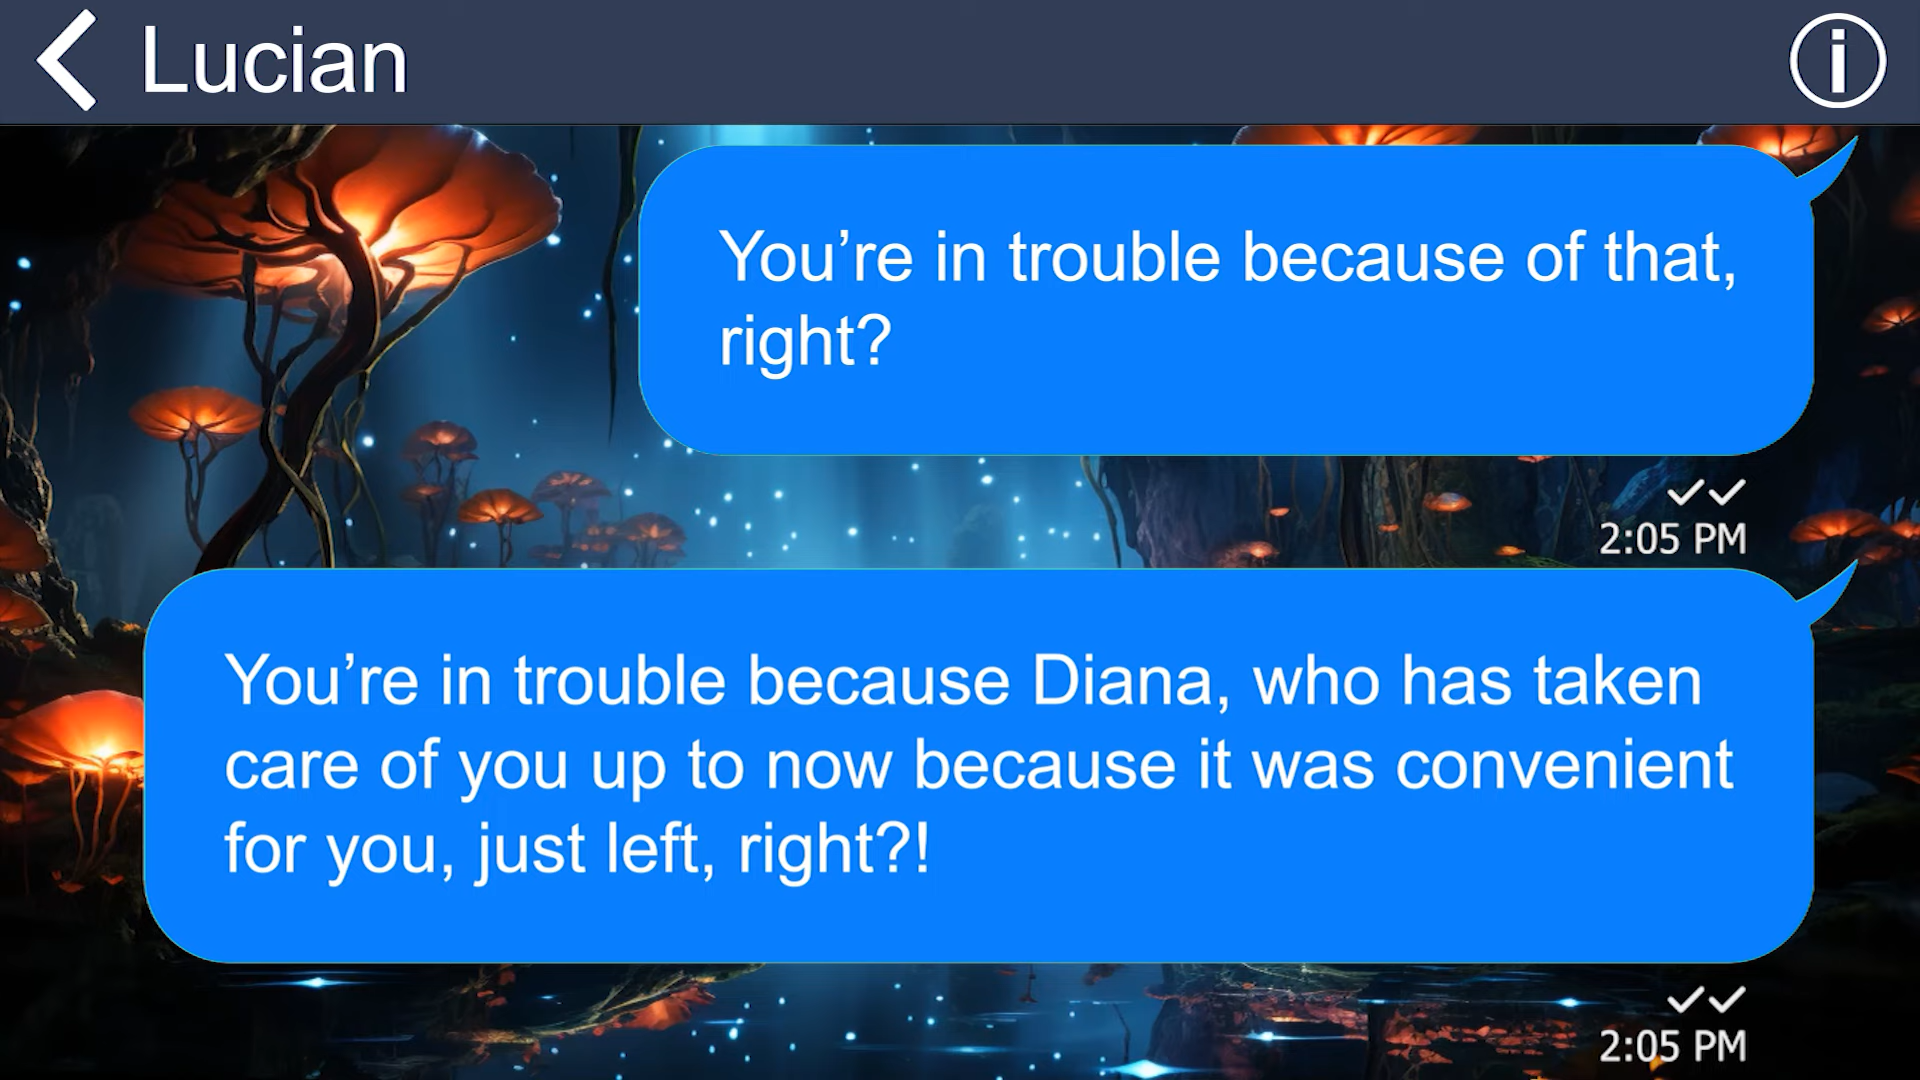 Lucian
You’re in trouble because of that,
right?
2:05 PM
You’re in trouble because Diana, who has taken
care of you up to now because it was convenient
for you, just left, right?!
2:05 PM